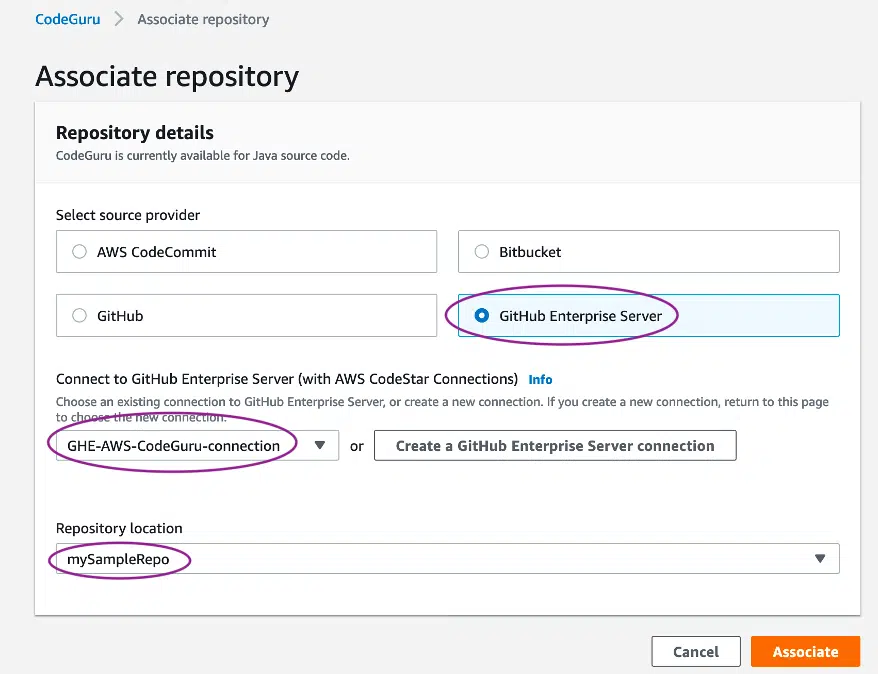 CodeGuru > Associate repository
Associate repository
Repository details
CodeGuru is currently available for Java source code.
Select source provider
AWS CodeCommit
Bitbucket
GitHub
GitHub Enterprise Server
Connect to GitHub Enterprise Server (with AWS CodeStar Connections) Info
Choose an existing connection to GitHub Enterprise Server, or create a new connection. If you create a new connection, return to this page
to choose the new connection.
GHE-AWS-CodeGuru-connection or Create a GitHub Enterprise Server connection
Repository location
mySampleRepo
Cancel Associate